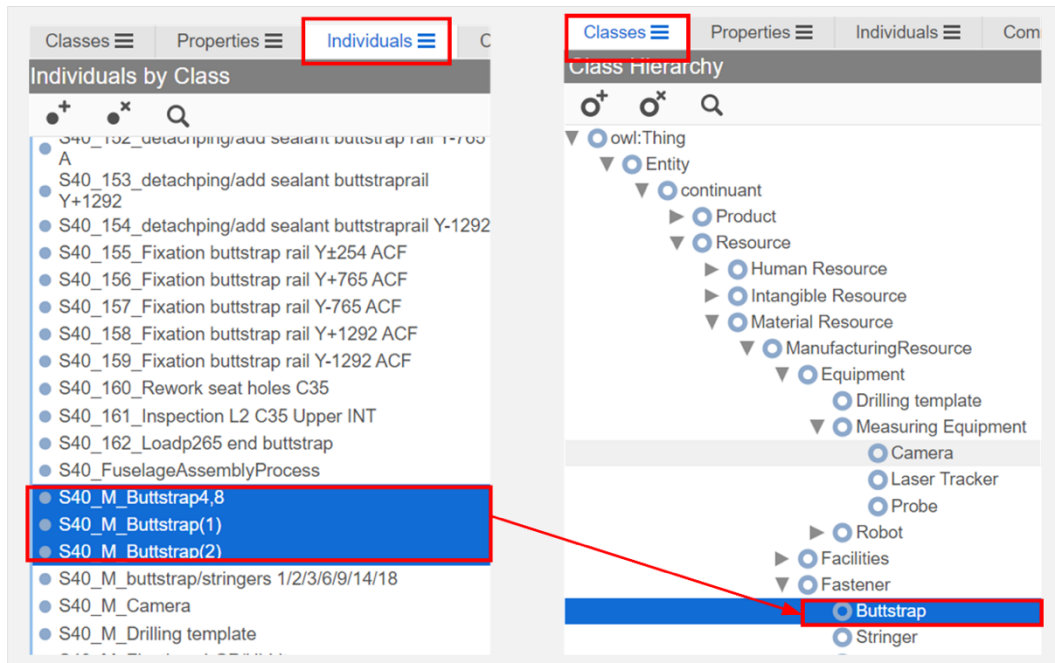 Classes
Properties
Individuals
C
Individuals by Class
S40_152_detachping/add sealant buttstrap rail Y-765
A
S40_153_detachping/add sealant buttstraprail
Y+1292
S40_154_detachping/add sealant buttstraprail Y-1292
S40_155_Fixation buttstrap rail Y±254 ACF
S40_156_Fixation buttstrap rail Y+765 ACF
S40_157_Fixation buttstrap rail Y-765 ACF
S40_158_Fixation buttstrap rail Y+1292 ACF
S40_159_Fixation buttstrap rail Y-1292 ACF
S40_160_Rework seat holes C35
S40_161_Inspection L2 C35 Upper INT
S40_162_Loadp265 end buttstrap
S40_FuselageAssemblyProcess
S40_M_Buttstrap4,8
S40_M_Buttstrap(1)
S40_M_Buttstrap(2)
S40_M_buttstrap/stringers 1/2/3/6/9/14/18
S40_M_Camera
S40_M_Drilling template
Classes
Properties
Individuals
Com
Class Hierarchy
owl:Thing
Entity
continuant
Product
Resource
Human Resource
Intangible Resource
Material Resource
ManufacturingResource
Equipment
Drilling template
Measuring Equipment
Camera
Laser Tracker
Probe
Robot
Facilities
Fastener
Buttstrap
Stringer